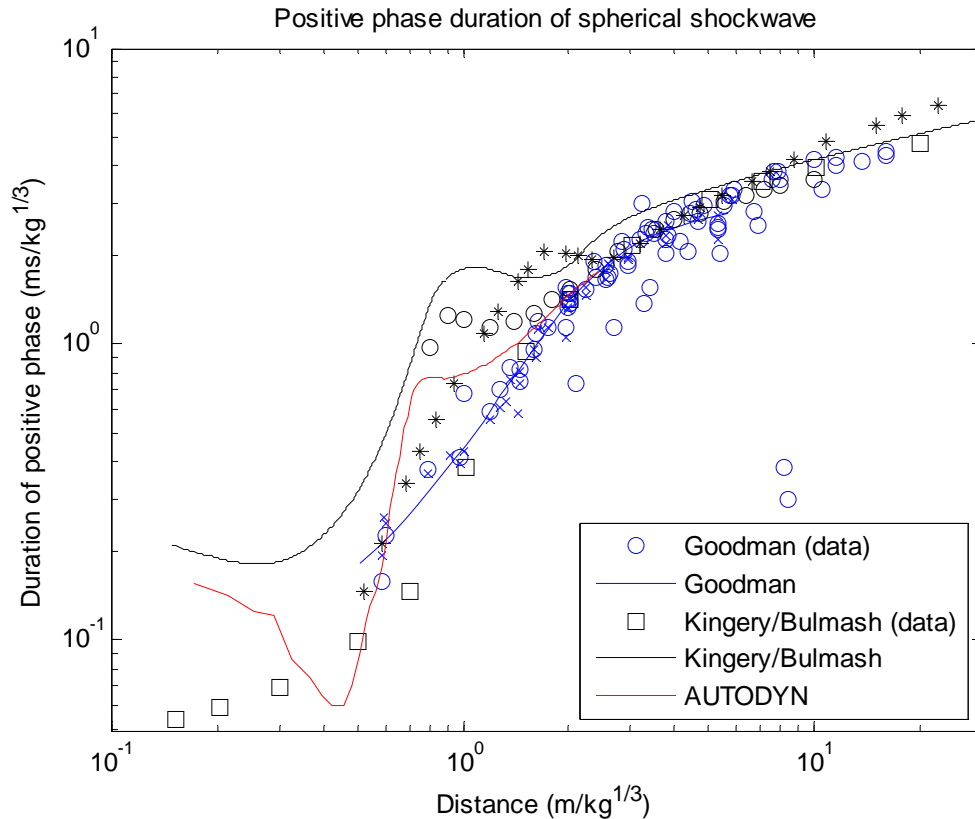 Positive phase duration of spherical shockwave
10^1
10^0
10^-1
Duration of positive phase (ms/kg^1/3)
Goodman (data)
Goodman
Kingery/Bulmash (data)
Kingery/Bulmash
AUTODYN
10^-1 10^0 10^1
Distance (m/kg^1/3)